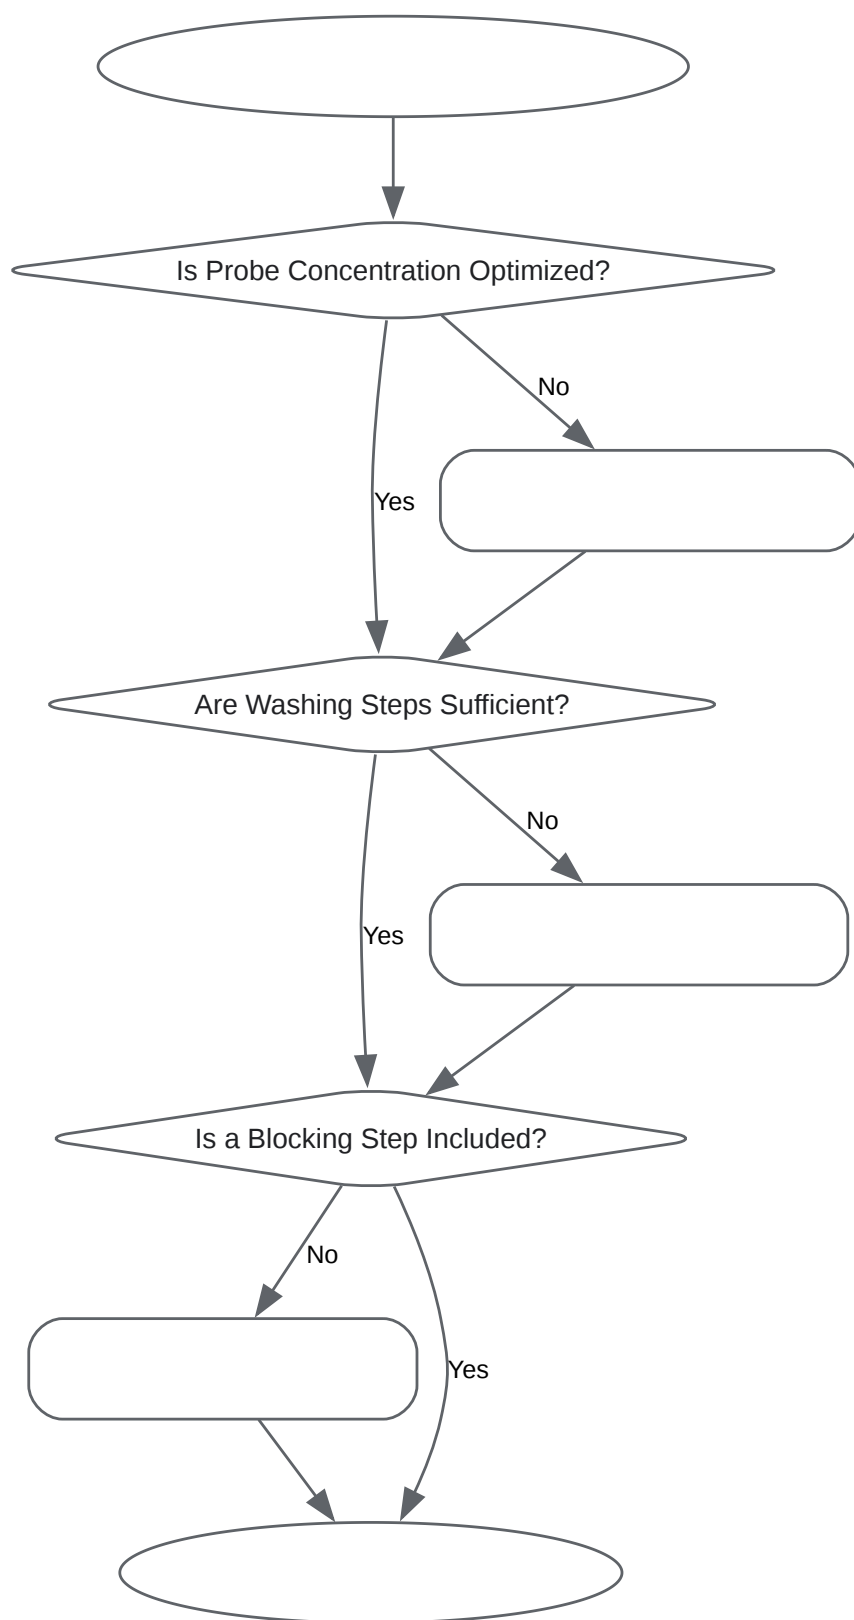 Is Probe Concentration Optimized?
No
Yes
Are Washing Steps Sufficient?
No
Yes
Is a Blocking Step Included?
No
Yes